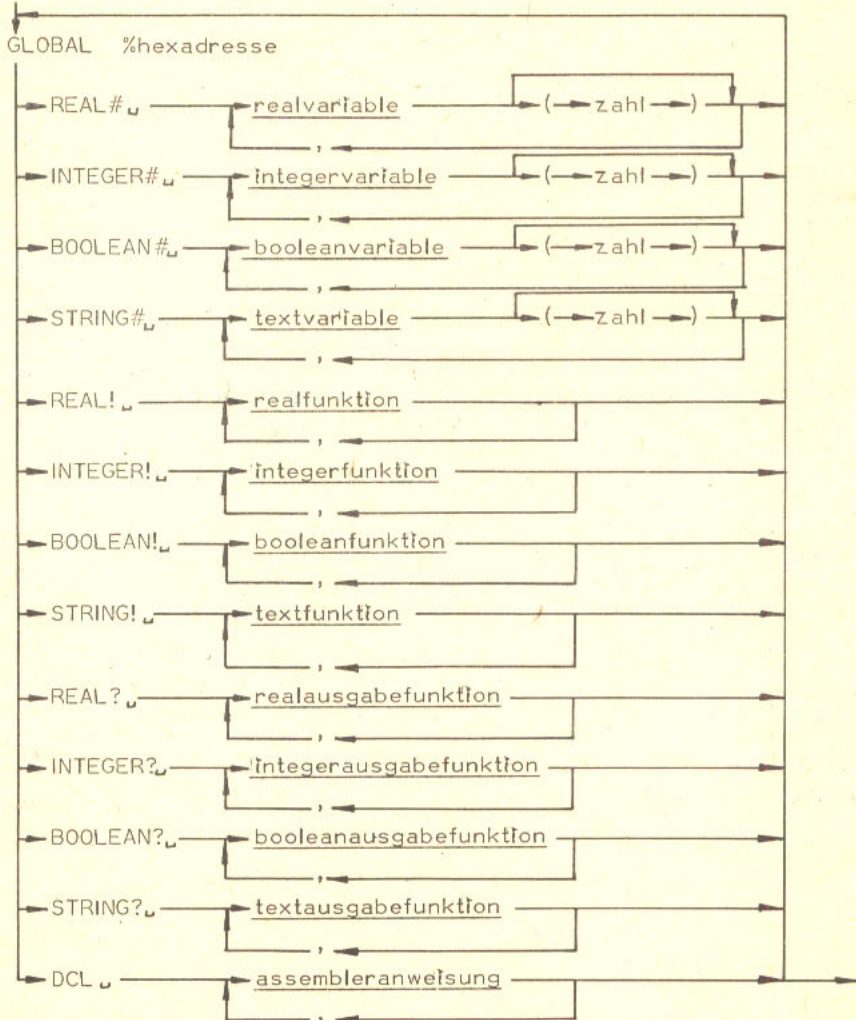 GLOBAL %hexadresse
REAL#␣ realvariable ( zahl )
,
INTEGER#␣ integervariable ( zahl )
,
BOOLEAN#␣ booleanvariable ( zahl )
,
STRING#␣ textvariable ( zahl )
,
REAL!␣ realfunktion
,
INTEGER!␣ integerfunktion
,
BOOLEAN!␣ booleanfunktion
,
STRING!␣ textfunktion
,
REAL?␣ realausgabefunktion
,
INTEGER?␣ integerausgabefunktion
,
BOOLEAN?␣ booleanausgabefunktion
,
STRING?␣ textausgabefunktion
,
DCL␣ assembleranweisung
,